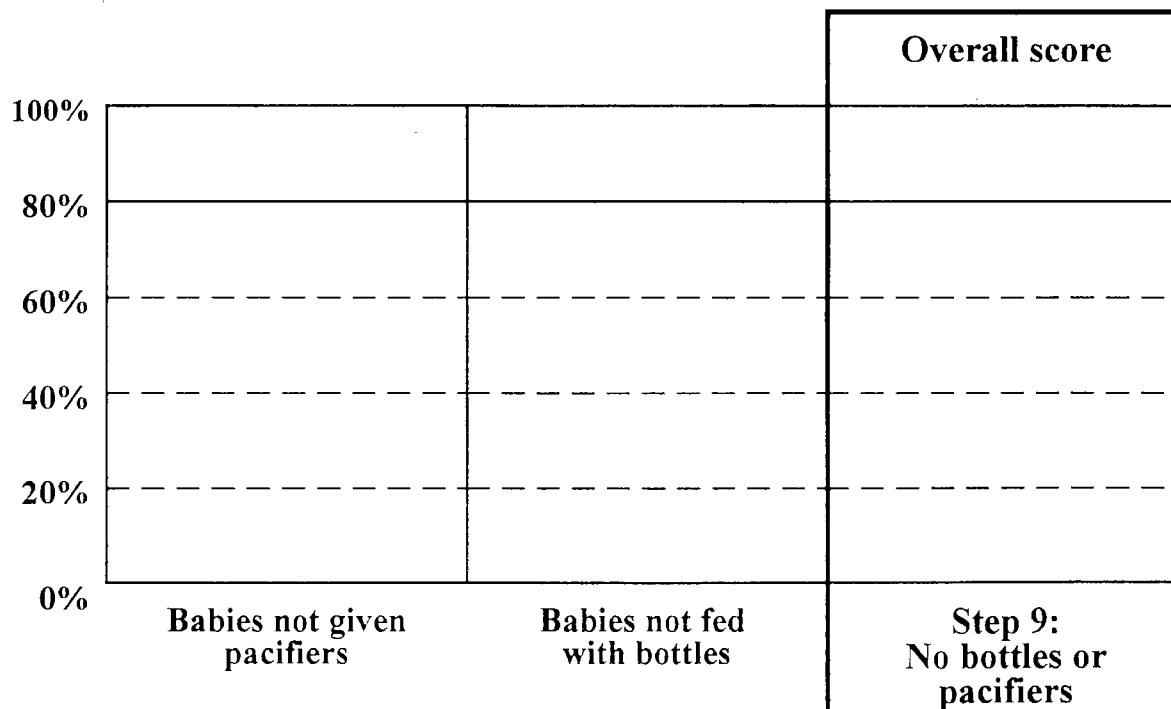 Overall score
100%
80%
60%
40%
20%
0%
Babies not given
pacifiers
Babies not fed
with bottles
Step 9:
No bottles or
pacifiers